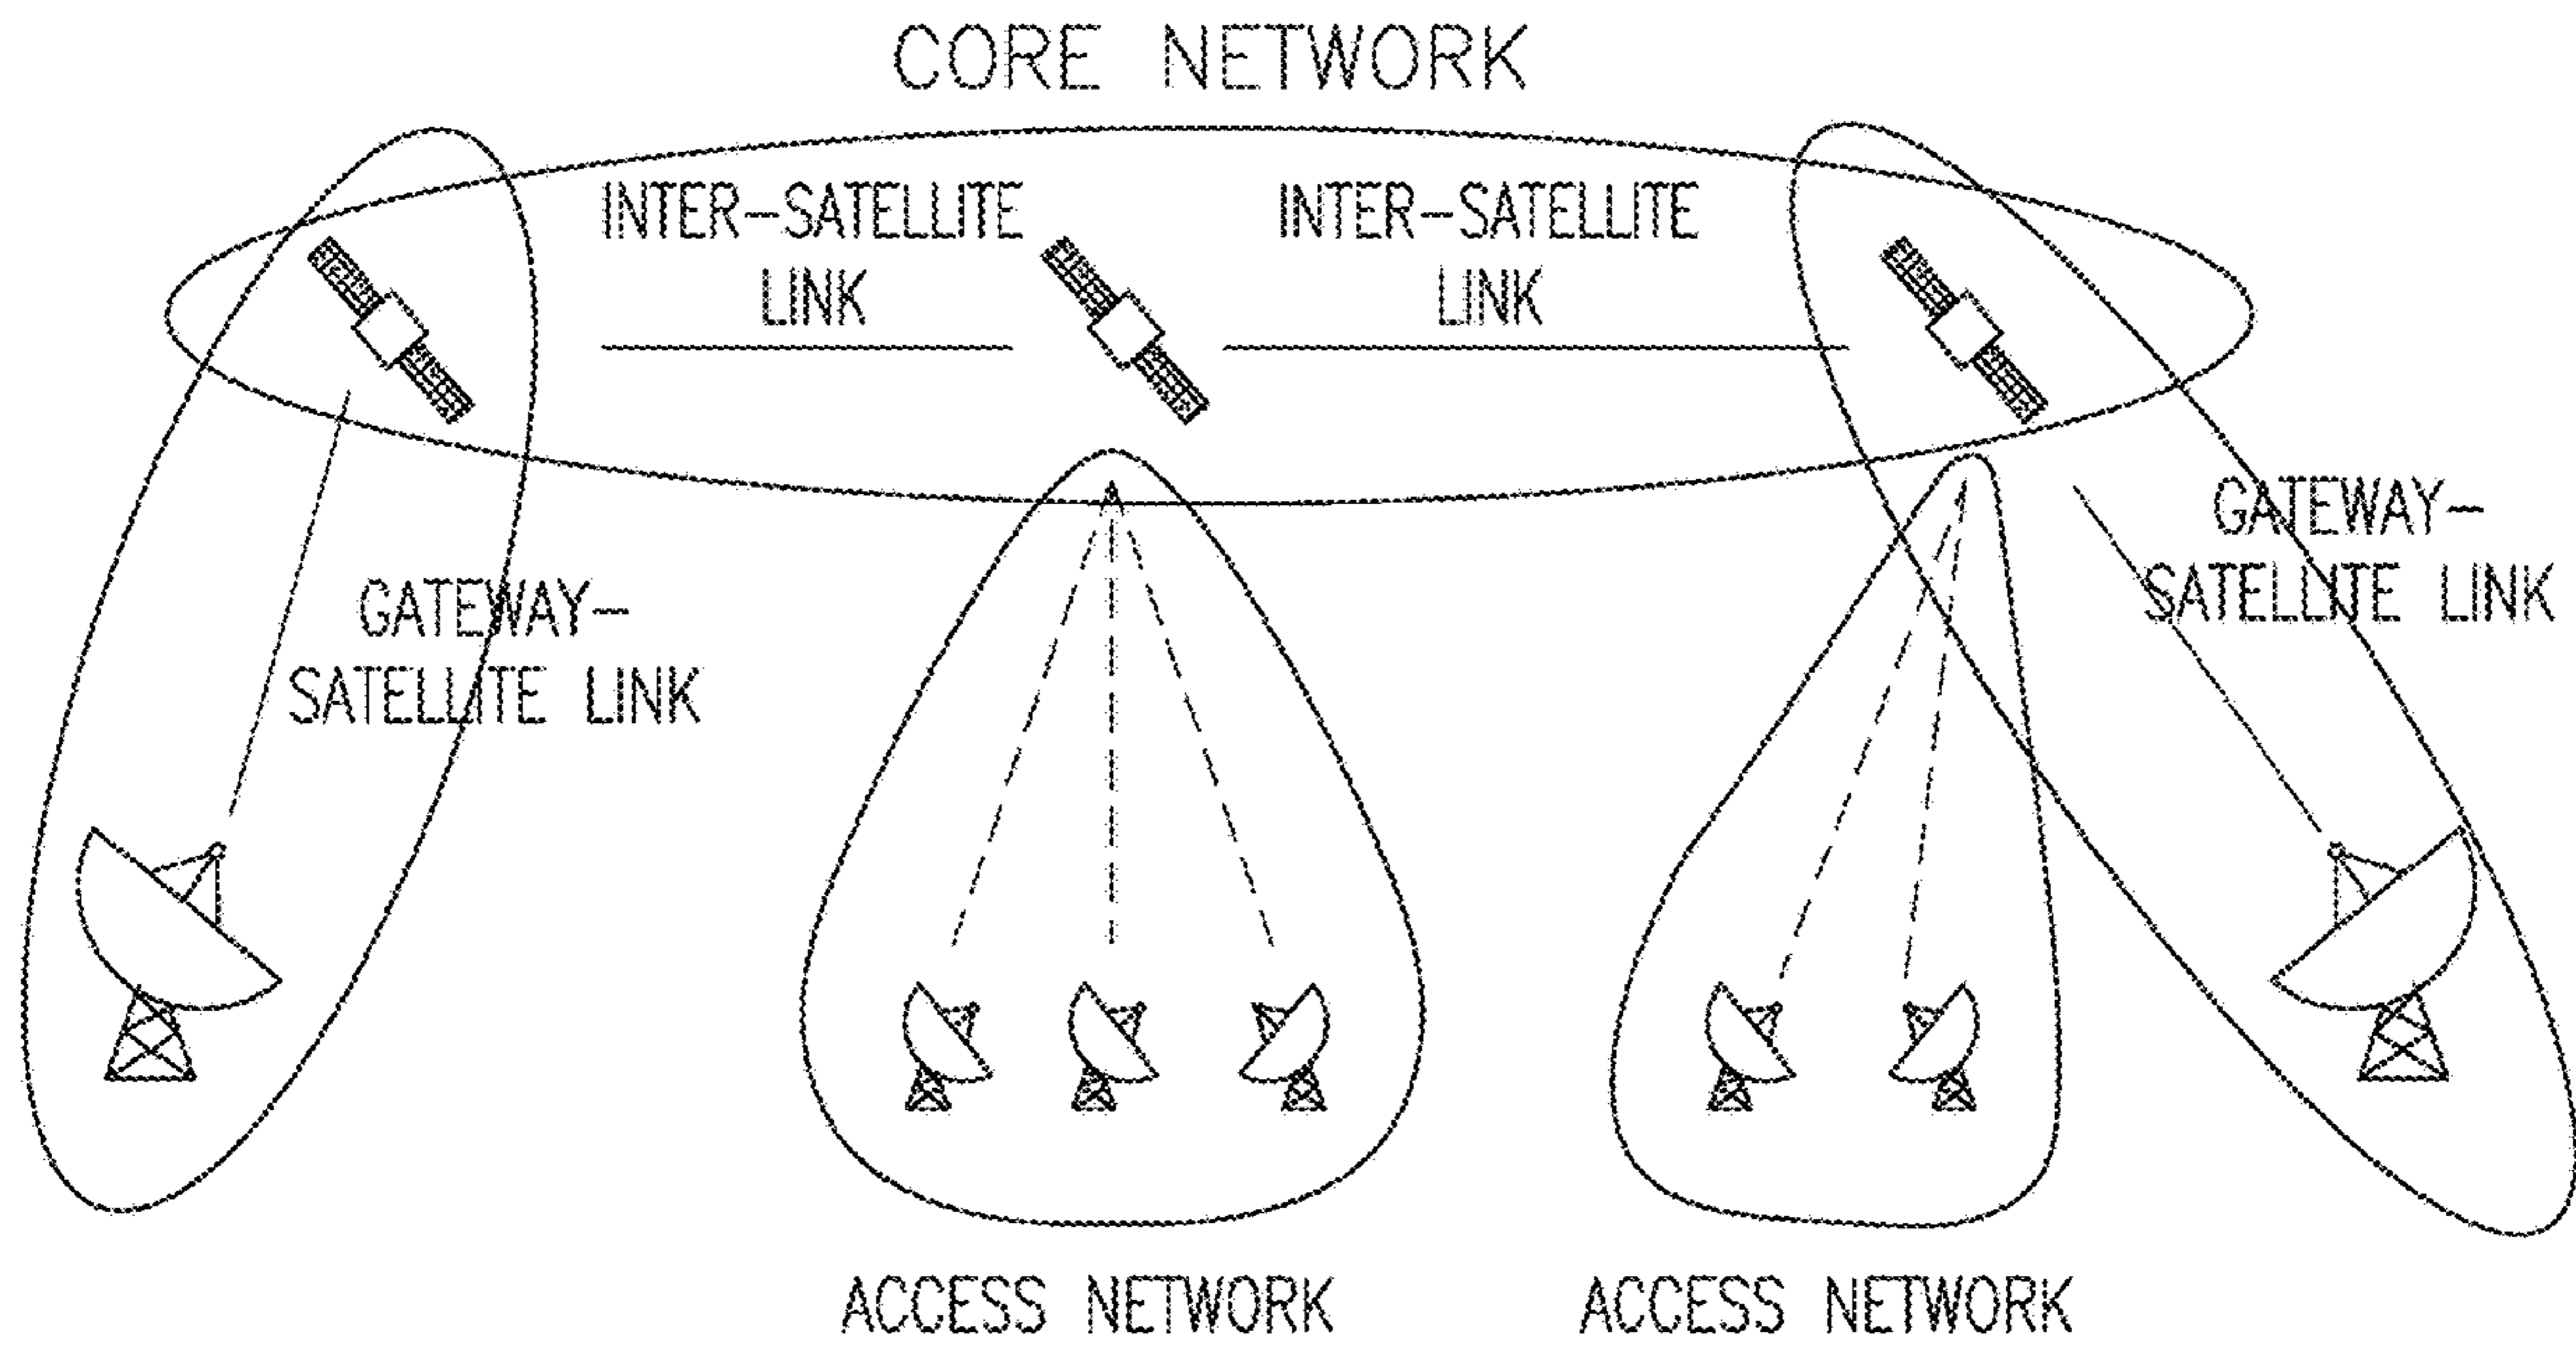 CORE NETWORK
INTER-SATELLITE
LINK
INTER-SATELLITE
LINK
GATEWAY-
SATELLITE LINK
GATEWAY-
SATELLITE LINK
ACCESS NETWORK
ACCESS NETWORK